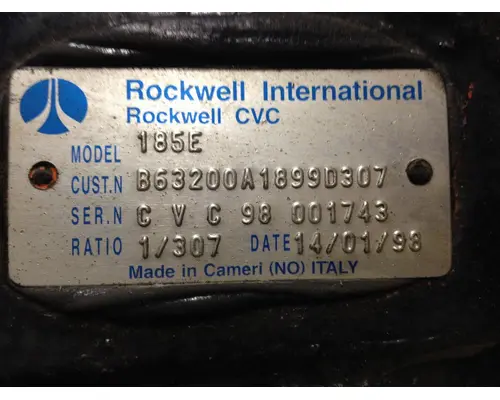 Rockwell International
Rockwell CVC
MODEL 185E
CUST.N B63200A1899D307
SER.N C V C 98 001743
RATIO 1/307 DATE 14/01/98
Made in Cameri (NO) ITALY